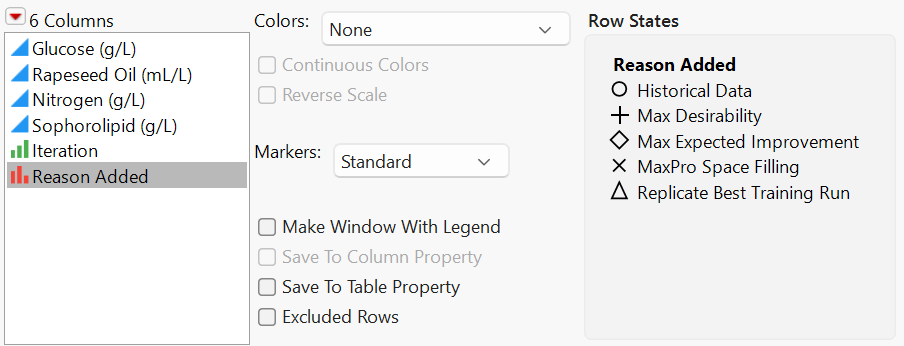 6 Columns
Glucose (g/L)
Rapeseed Oil (mL/L)
Nitrogen (g/L)
Sophorolipid (g/L)
Iteration
Reason Added
Colors: None
Continuous Colors
Reverse Scale
Markers: Standard
Make Window With Legend
Save To Column Property
Save To Table Property
Excluded Rows
Row States
Reason Added
Historical Data
Max Desirability
Max Expected Improvement
MaxPro Space Filling
Replicate Best Training Run